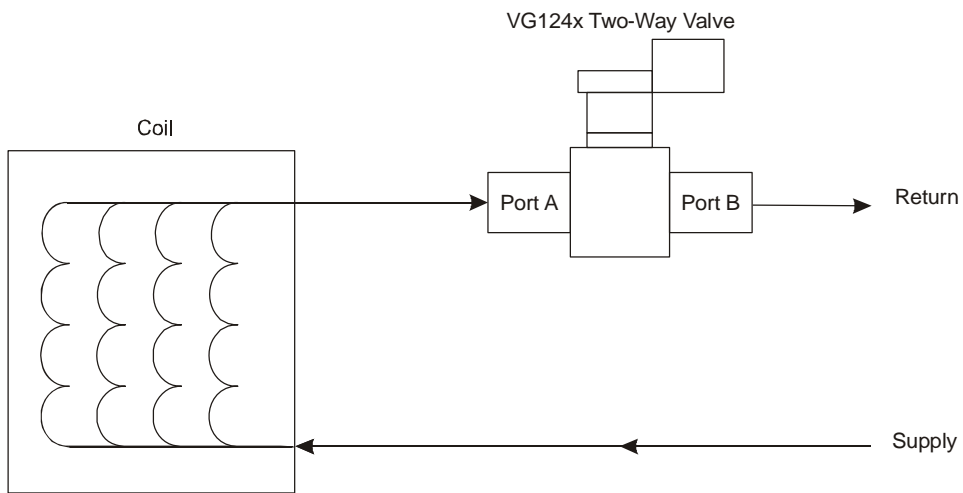 VG124x Two-Way Valve
Coil
Port A
Port B
Return
Supply